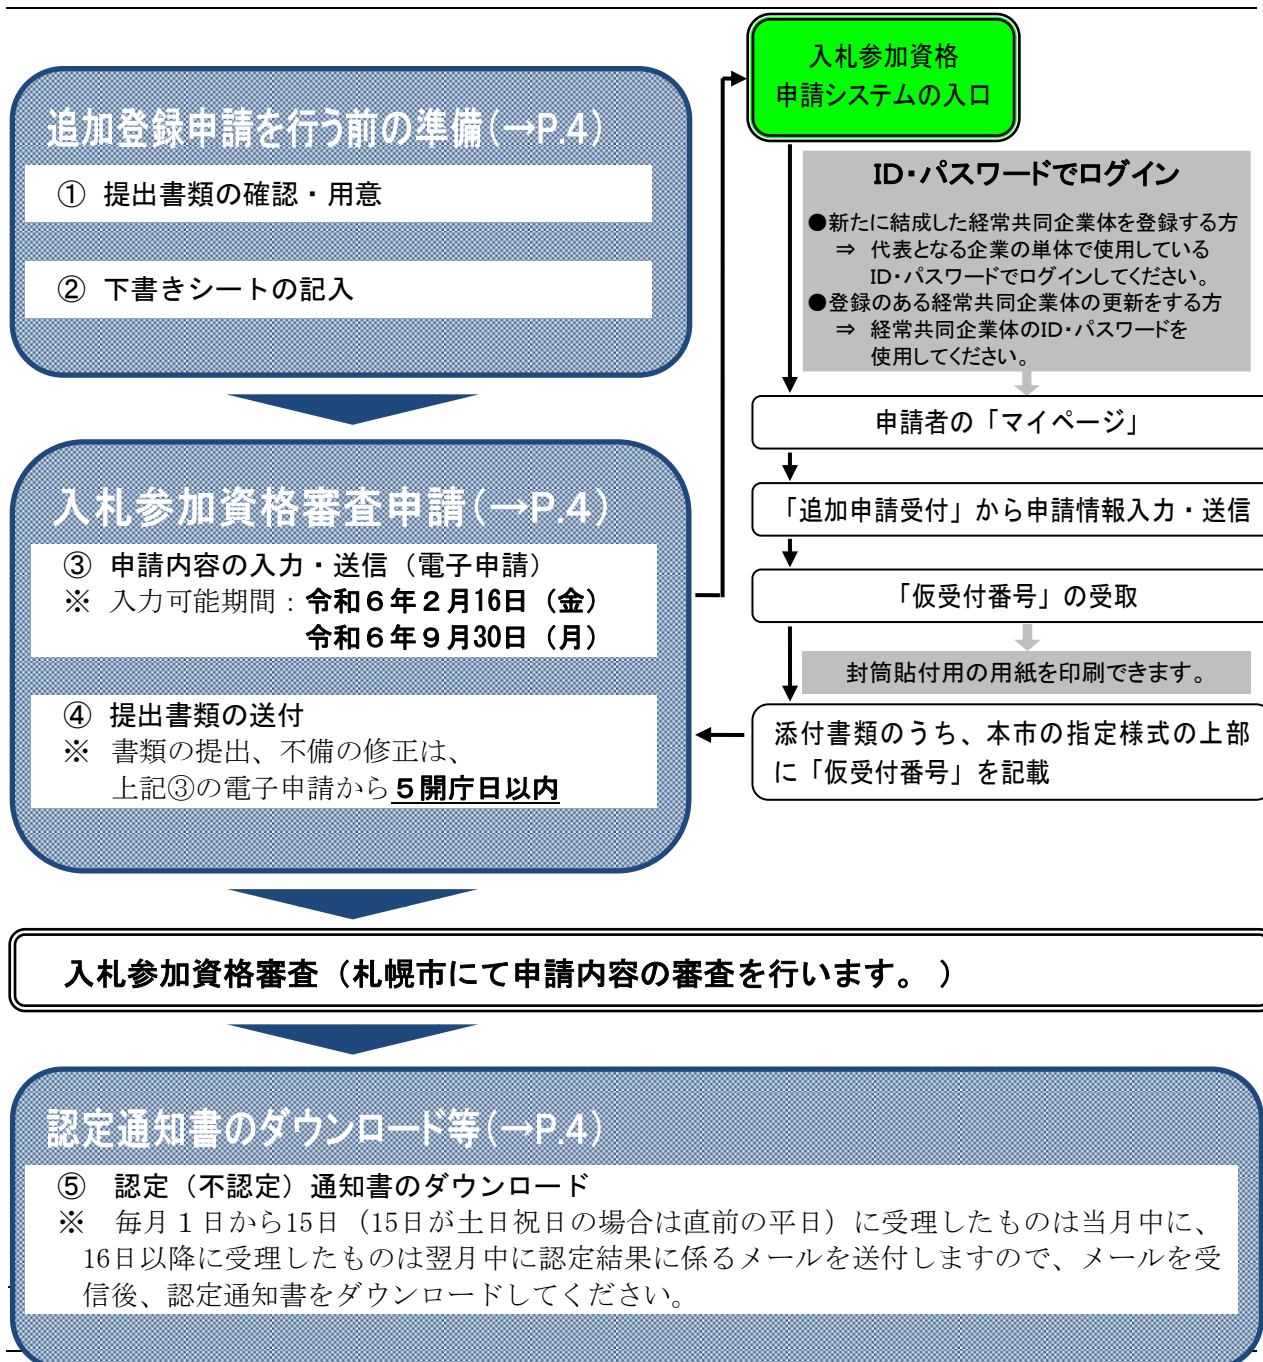 追加登録申請を行う前の準備(→P.4)
① 提出書類の確認・用意
② 下書きシートの記入
入札参加資格審査申請(→P.4)
③ 申請内容の入力・送信（電子申請）
※ 入力可能期間：令和６年２月16日（金）
令和６年９月30日（月）
④ 提出書類の送付
※ 書類の提出、不備の修正は、
上記③の電子申請から５開庁日以内
入札参加資格
申請システムの入口
ID・パスワードでログイン
●新たに結成した経常共同企業体を登録する方
⇒ 代表となる企業の単体で使用している
ID・パスワードでログインしてください。
●登録のある経常共同企業体の更新をする方
⇒ 経常共同企業体のID・パスワードを
使用してください。
申請者の「マイページ」
「追加申請受付」から申請情報入力・送信
「仮受付番号」の受取
封筒貼付用の用紙を印刷できます。
添付書類のうち、本市の指定様式の上部
に「仮受付番号」を記載
入札参加資格審査（札幌市にて申請内容の審査を行います。）
認定通知書のダウンロード等(→P.4)
⑤ 認定（不認定）通知書のダウンロード
※ 毎月１日から15日（15日が土日祝日の場合は直前の平日）に受理したものは当月中に、
16日以降に受理したものは翌月中に認定結果に係るメールを送付しますので、メールを受
信後、認定通知書をダウンロードしてください。